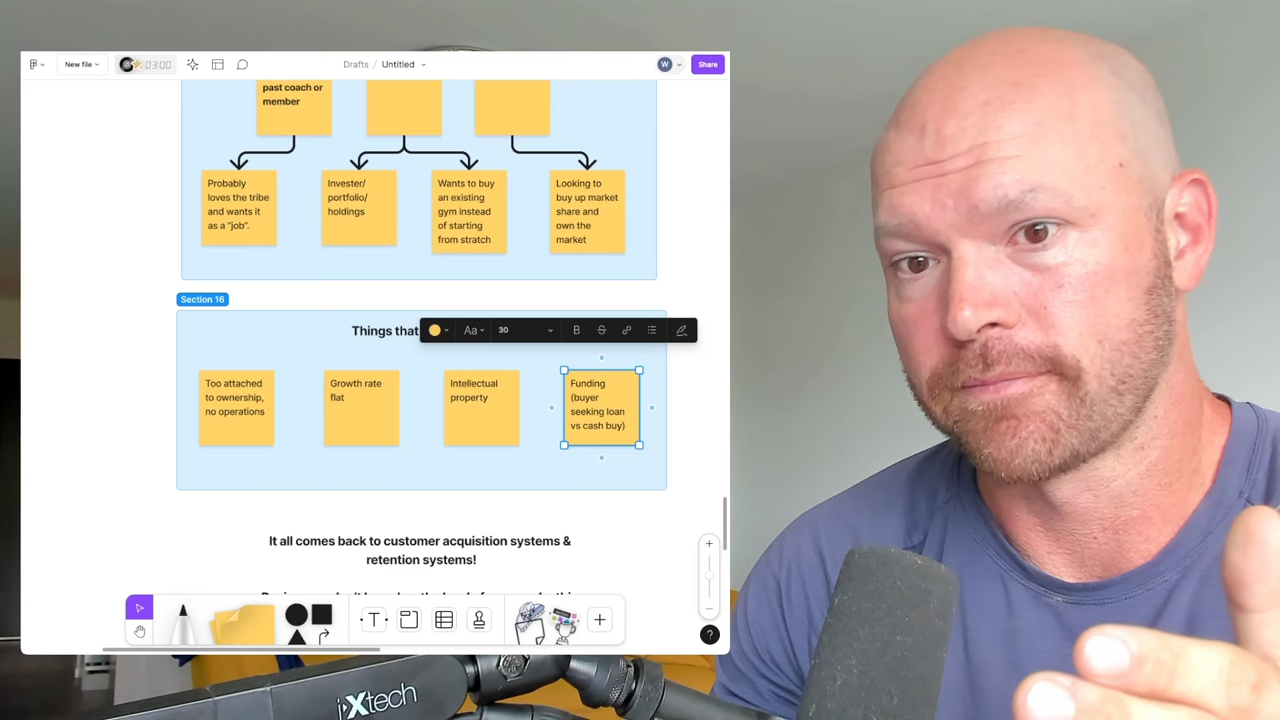 New file
03:00
Drafts / Untitled
W
Share
past coach or
member
Probably
loves the tribe
and wants it
as a "job".
Invester/
portfolio/
holdings
Wants to buy
an existing
gym instead
of starting
from stratch
Looking to
buy up market
share and
own the
market
Section 16
Things that
Aa
30
B
S
Too attached
to ownership,
no operations
Growth rate
flat
Intellectual
property
Funding
(buyer
seeking loan
vs cash buy)
It all comes back to customer acquisition systems &
retention systems!
T
?
iXtech